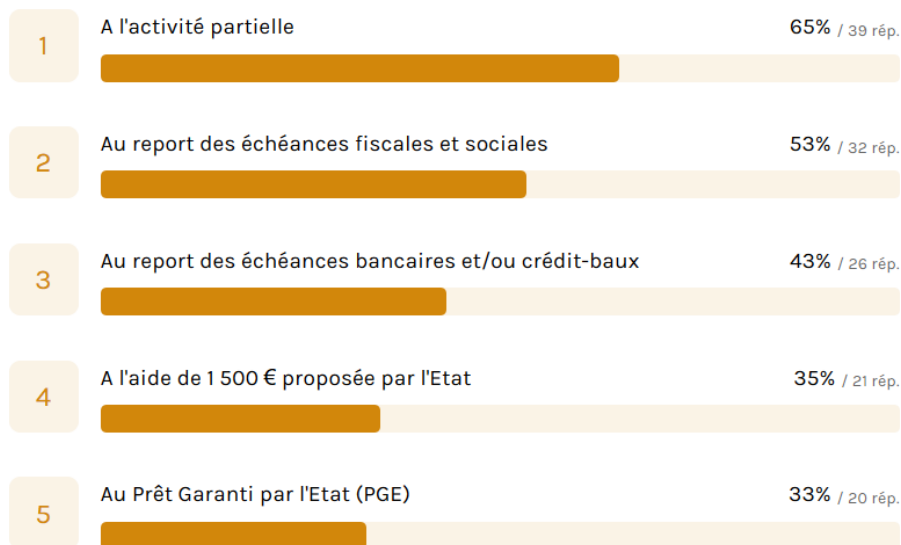 1
A l'activité partielle
65% / 39 rép.
2
Au report des échéances fiscales et sociales
53% / 32 rép.
3
Au report des échéances bancaires et/ou crédit-baux
43% / 26 rép.
4
A l'aide de 1 500 € proposée par l'Etat
35% / 21 rép.
5
Au Prêt Garanti par l'Etat (PGE)
33% / 20 rép.